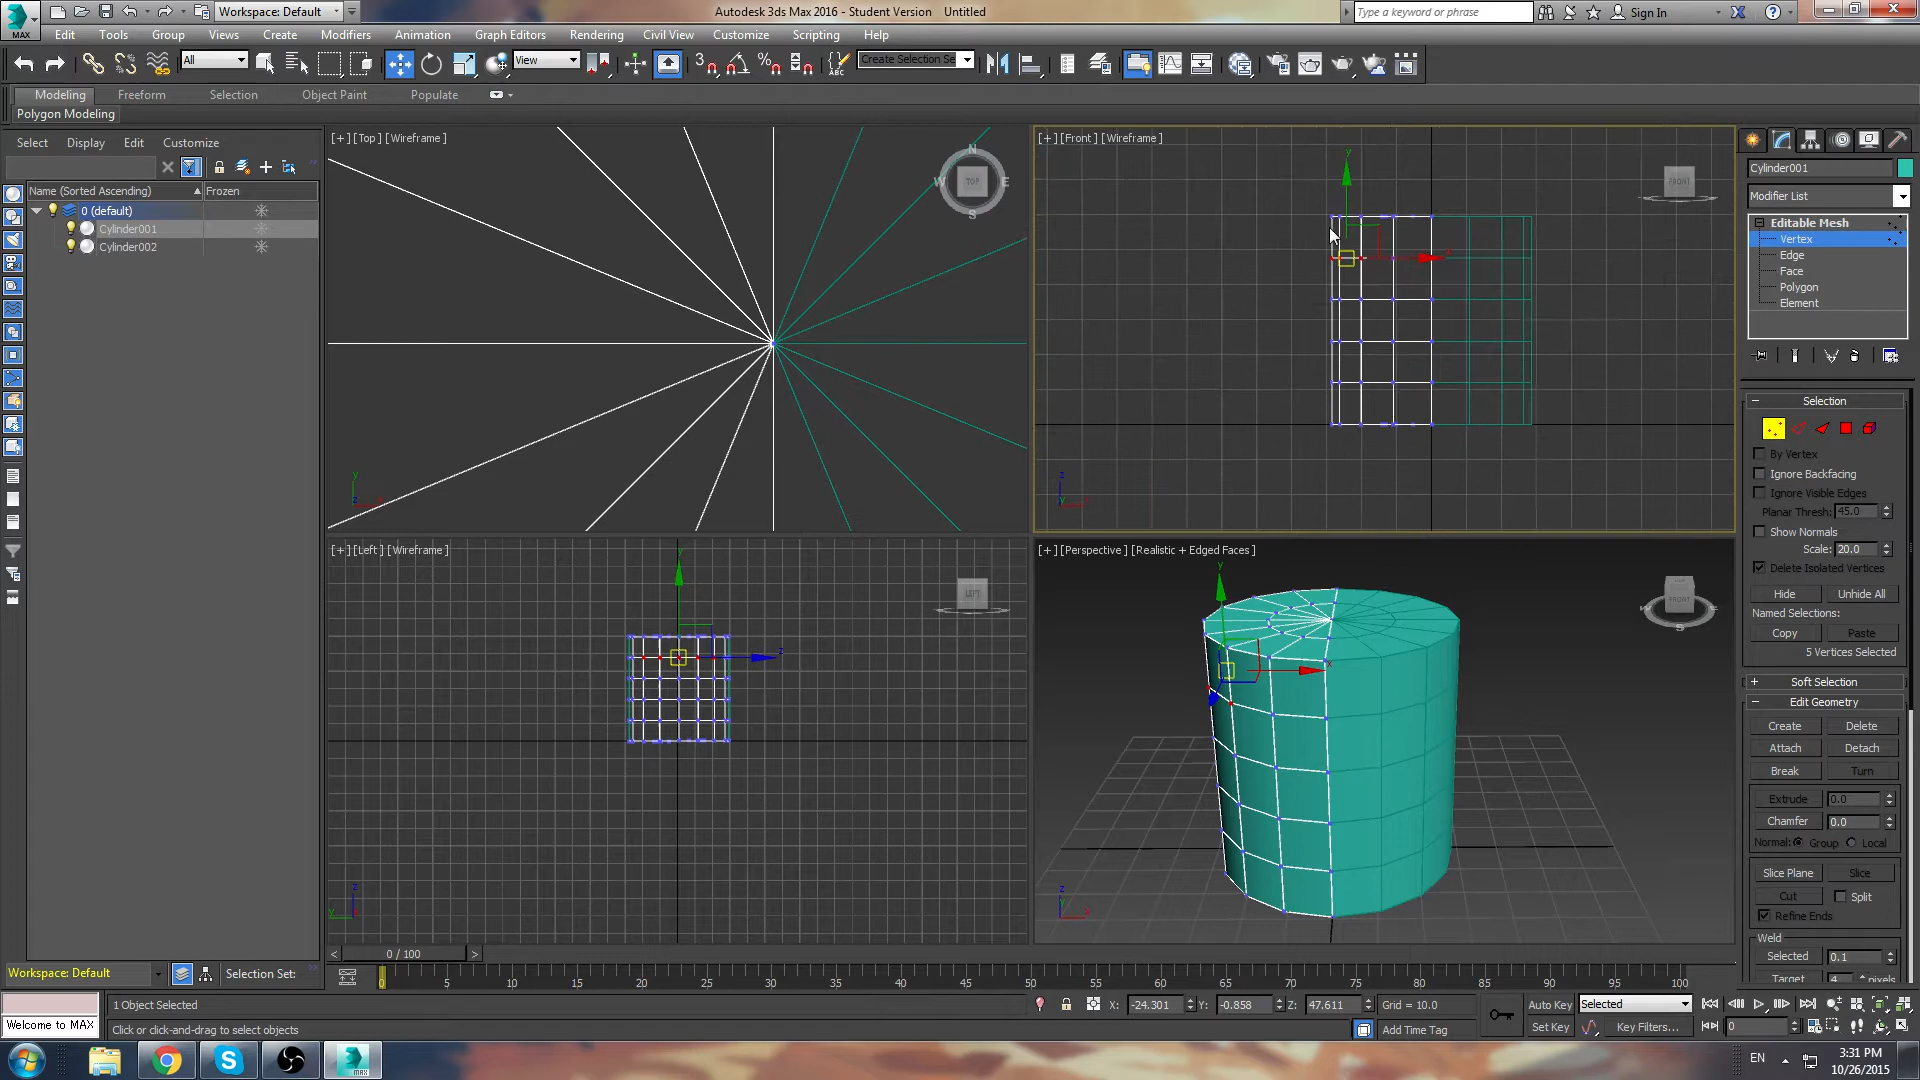 Workspace: Default
Autodesk 3ds Max 2016 - Student Version Untitled
Type a keyword or phrase
Sign In
MAX
Edit Tools Group Views Create Modifiers Animation Graph Editors Rendering Civil View Customize Scripting Help
All
View
Create Selection Se
Modeling Freeform Selection Object Paint Populate
Polygon Modeling
Select Display Edit Customize
Name (Sorted Ascending) Frozen
0 (default)
Cylinder001
Cylinder002
[+] [Top] [Wireframe]
N
W TOP E
S
y
z
[+] [Front] [Wireframe]
FRONT
y
x
z
y
[+] [Left] [Wireframe]
LEFT
y
z
z
y
[+] [Perspective] [Realistic + Edged Faces]
FRONT
S
y
x
z
Cylinder001
Modifier List
Editable Mesh
Vertex
Edge
Face
Polygon
Element
Selection
By Vertex
Ignore Backfacing
Ignore Visible Edges
Planar Thresh: 45.0
Show Normals
Scale: 20.0
Delete Isolated Vertices
Hide Unhide All
Named Selections:
Copy Paste
5 Vertices Selected
Soft Selection
Edit Geometry
Create Delete
Attach Detach
Break Turn
Extrude 0.0
Chamfer 0.0
Normal: Group Local
Slice Plane Slice
Cut Split
Refine Ends
Weld
Selected 0.1
Target 4 pixels
< 0 / 100 >
Workspace: Default
Selection Set:
0 5 10 15 20 25 30 35 40 45 50 55 60 65 70 75 80 85 90 95 100
1 Object Selected
X: -24.301 Y: -0.858 Z: 47.611 Grid = 10.0
Auto Key Selected
Welcome to MAX
Click or click-and-drag to select objects
Add Time Tag
Set Key Key Filters...
0
EN
3:31 PM
10/26/2015